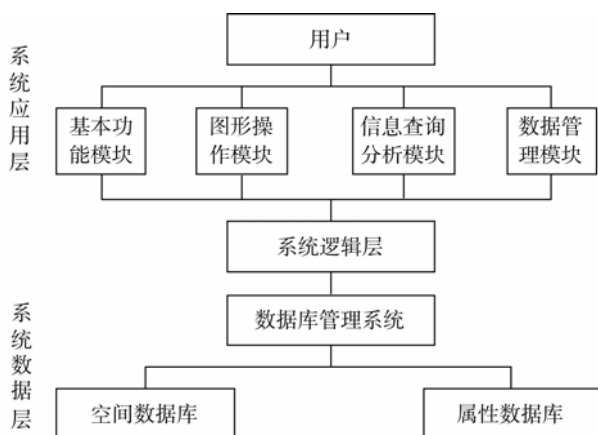 系统应用层
用户
基本功
能模块
图形操
作模块
信息查询
分析模块
数据管
理模块
系统逻辑层
系统数据层
数据库管理系统
空间数据库
属性数据库